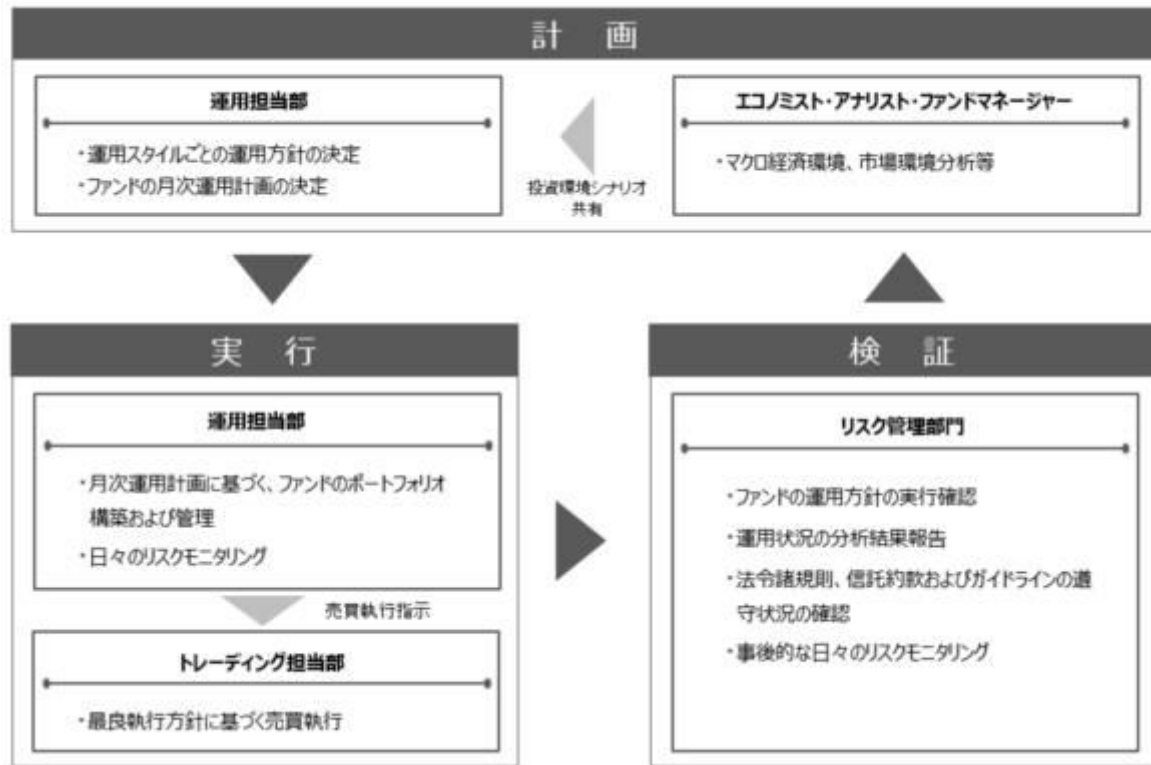 計 画
運用担当部
・運用スタイルごとの運用方針の決定
・ファンドの月次運用計画の決定
投資環境シナリオ
共有
エコノミスト・アナリスト・ファンドマネージャー
・マクロ経済環境、市場環境分析等
実 行
運用担当部
・月次運用計画に基づく、ファンドのポートフォリオ
構築および管理
・日々のリスクモニタリング
売買執行指示
トレーディング担当部
・最良執行方針に基づく売買執行
検 証
リスク管理部門
・ファンドの運用方針の実行確認
・運用状況の分析結果報告
・法令諸規則、信託約款およびガイドラインの遵
守状況の確認
・事後的な日々のリスクモニタリング